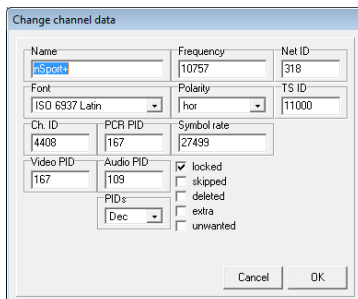 Change channel data
Name Frequency Net ID
nSport+ 10757 318
Font Polarity TS ID
ISO 6937 Latin hor 11000
Ch. ID PCR PID Symbol rate
4408 167 27499
Video PID Audio PID locked
167 109 skipped
deleted
PIDs extra
Dec unwanted
Cancel OK